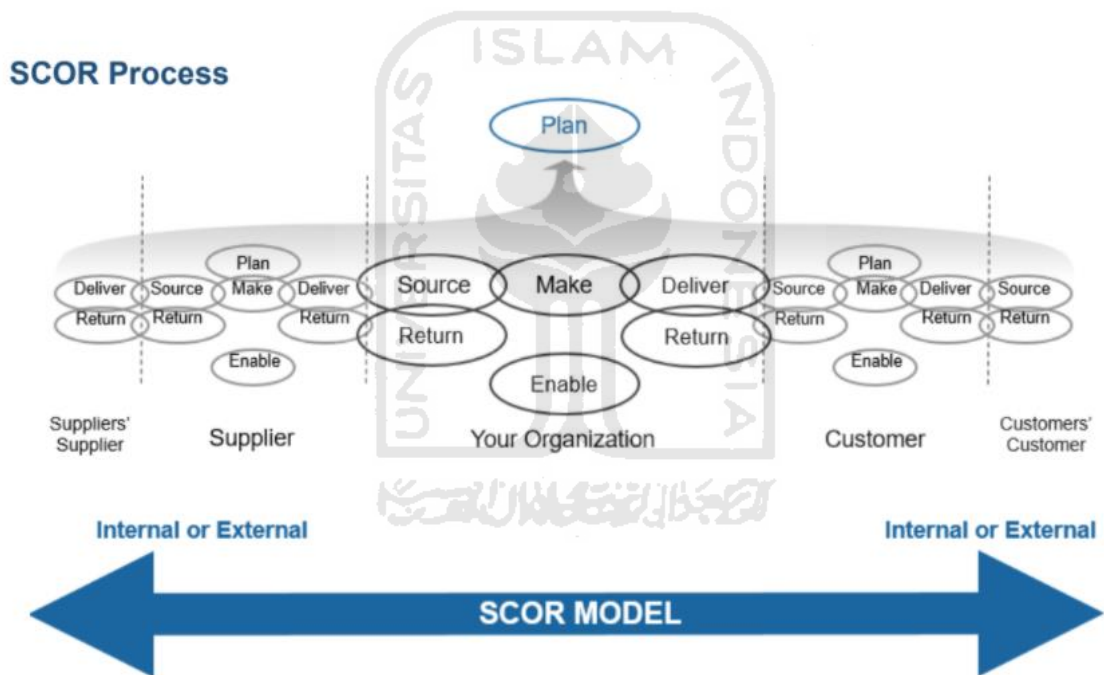 ISLAM
UNIVERSITAS
INDONESIA
SCOR Process
Plan
Plan
Plan
Deliver
Source
Make
Deliver
Source
Make
Deliver
Source
Make
Deliver
Source
Return
Return
Return
Return
Return
Return
Return
Return
Enable
Enable
Enable
Suppliers'
Supplier
Supplier
Your Organization
Customer
Customers'
Customer
Internal or External
Internal or External
SCOR MODEL